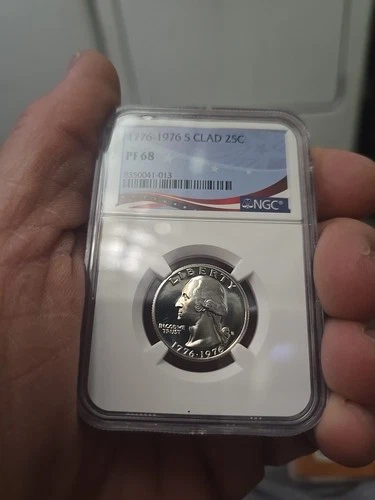 1776-1976 S CLAD 25C
PF 68
NGC®
LIBERTY
IN GOD WE
TRUST
1776-1976